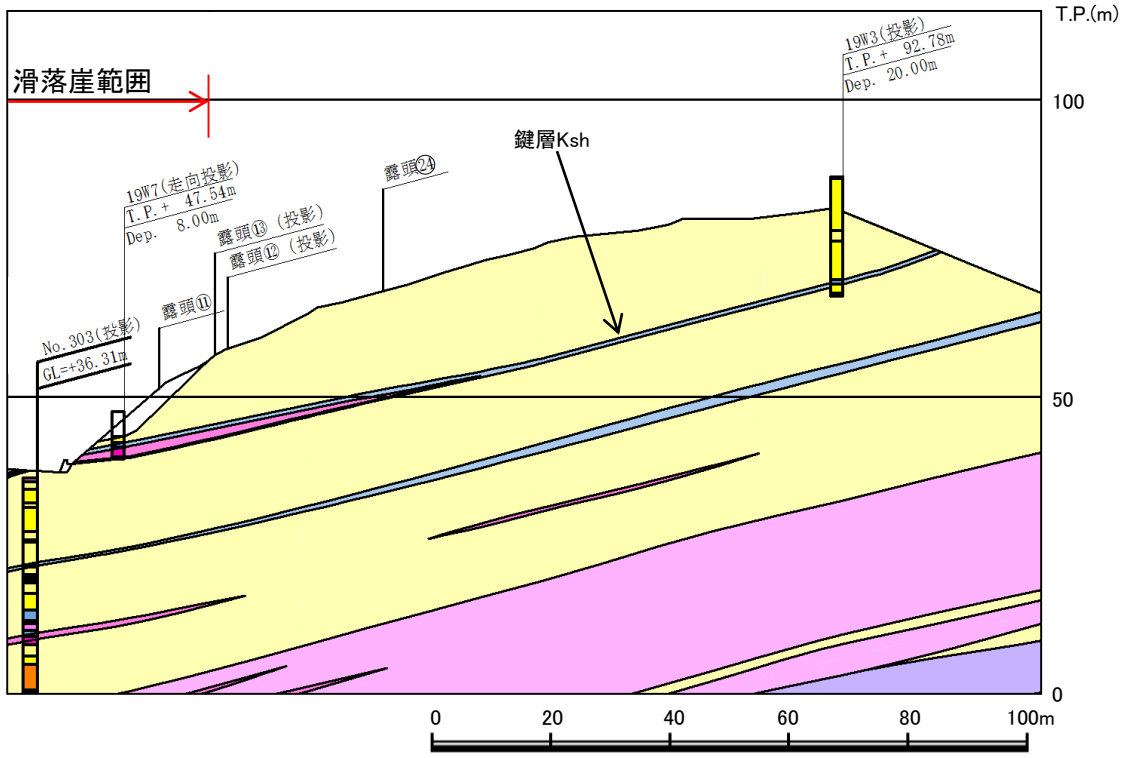 T.P.(m)
19W3(投影)
T.P.+ 92.78m
Dep. 20.00m
滑落崖範囲
100
鍵層Ksh
露頭㉔
19W7(走向投影)
T.P.+ 47.54m
Dep. 8.00m
露頭⑬ (投影)
露頭⑫ (投影)
露頭⑪
No.303(投影)
GL=+36.31m
50
0
0 20 40 60 80 100m